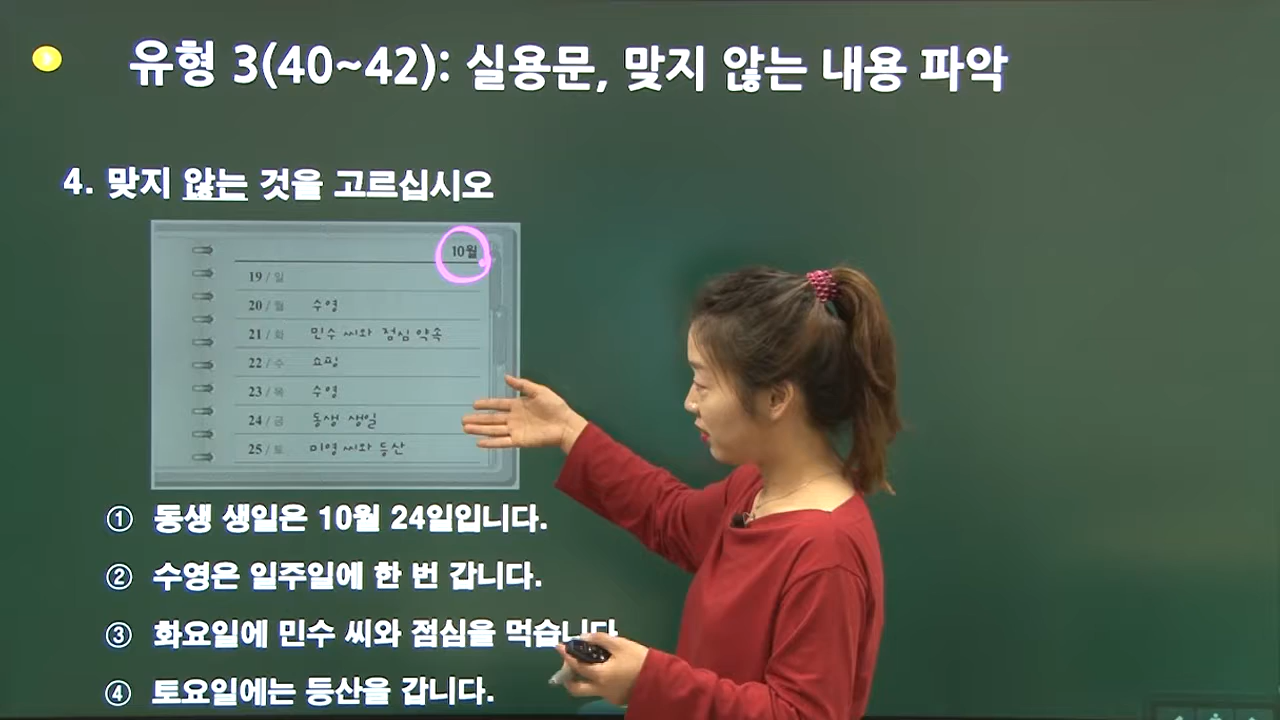 유형 3(40~42): 실용문, 맞지 않는 내용 파악
4. 맞지 않는 것을 고르십시오
10월
19 / 일
20 / 월 수영
21 / 화 민수 씨와 점심 약속
22 / 수 쇼핑
23 / 목 수영
24 / 금 동생 생일
25 / 토 미영 씨와 등산
① 동생 생일은 10월 24일입니다.
② 수영은 일주일에 한 번 갑니다.
③ 화요일에 민수 씨와 점심을 먹습니다
④ 토요일에는 등산을 갑니다.